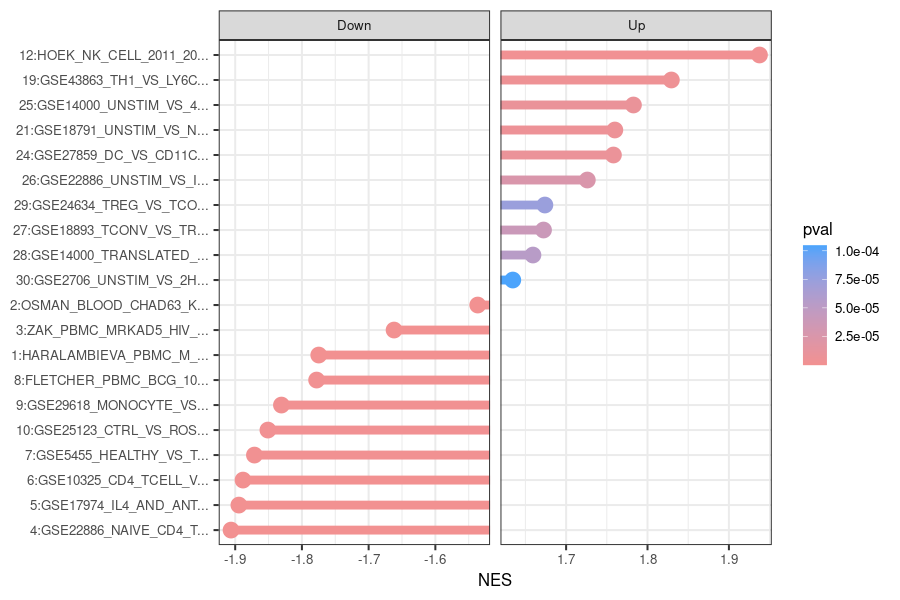 Down
Up
12:HOEK_NK_CELL_2011_20...
19:GSE43863_TH1_VS_LY6C...
25:GSE14000_UNSTIM_VS_4...
21:GSE18791_UNSTIM_VS_N...
24:GSE27859_DC_VS_CD11C...
26:GSE22886_UNSTIM_VS_I...
29:GSE24634_TREG_VS_TCO...
27:GSE18893_TCONV_VS_TR...
28:GSE14000_TRANSLATED_...
30:GSE2706_UNSTIM_VS_2H...
2:OSMAN_BLOOD_CHAD63_K...
3:ZAK_PBMC_MRKAD5_HIV_...
1:HARALAMBIEVA_PBMC_M_...
8:FLETCHER_PBMC_BCG_10...
9:GSE29618_MONOCYTE_VS...
10:GSE25123_CTRL_VS_ROS...
7:GSE5455_HEALTHY_VS_T...
6:GSE10325_CD4_TCELL_V...
5:GSE17974_IL4_AND_ANT...
4:GSE22886_NAIVE_CD4_T...
-1.9 -1.8 -1.7 -1.6
1.7 1.8 1.9
NES
pval
1.0e-04
7.5e-05
5.0e-05
2.5e-05